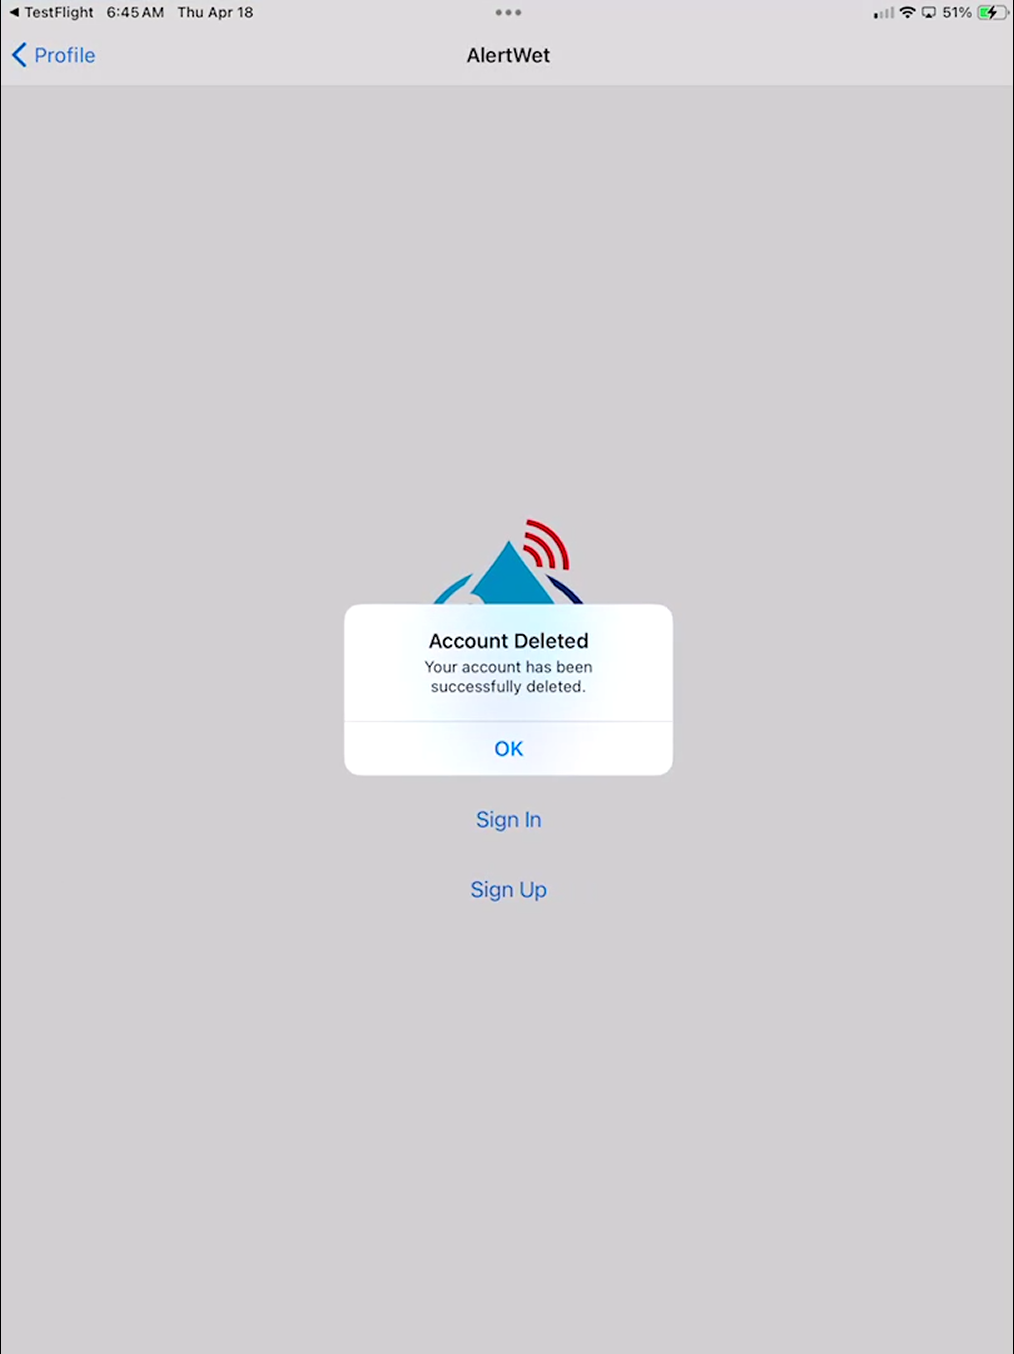 ◀ TestFlight 6:45 AM Thu Apr 18 51%
Profile AlertWet
Account Deleted
Your account has been
successfully deleted.
OK
Sign In
Sign Up